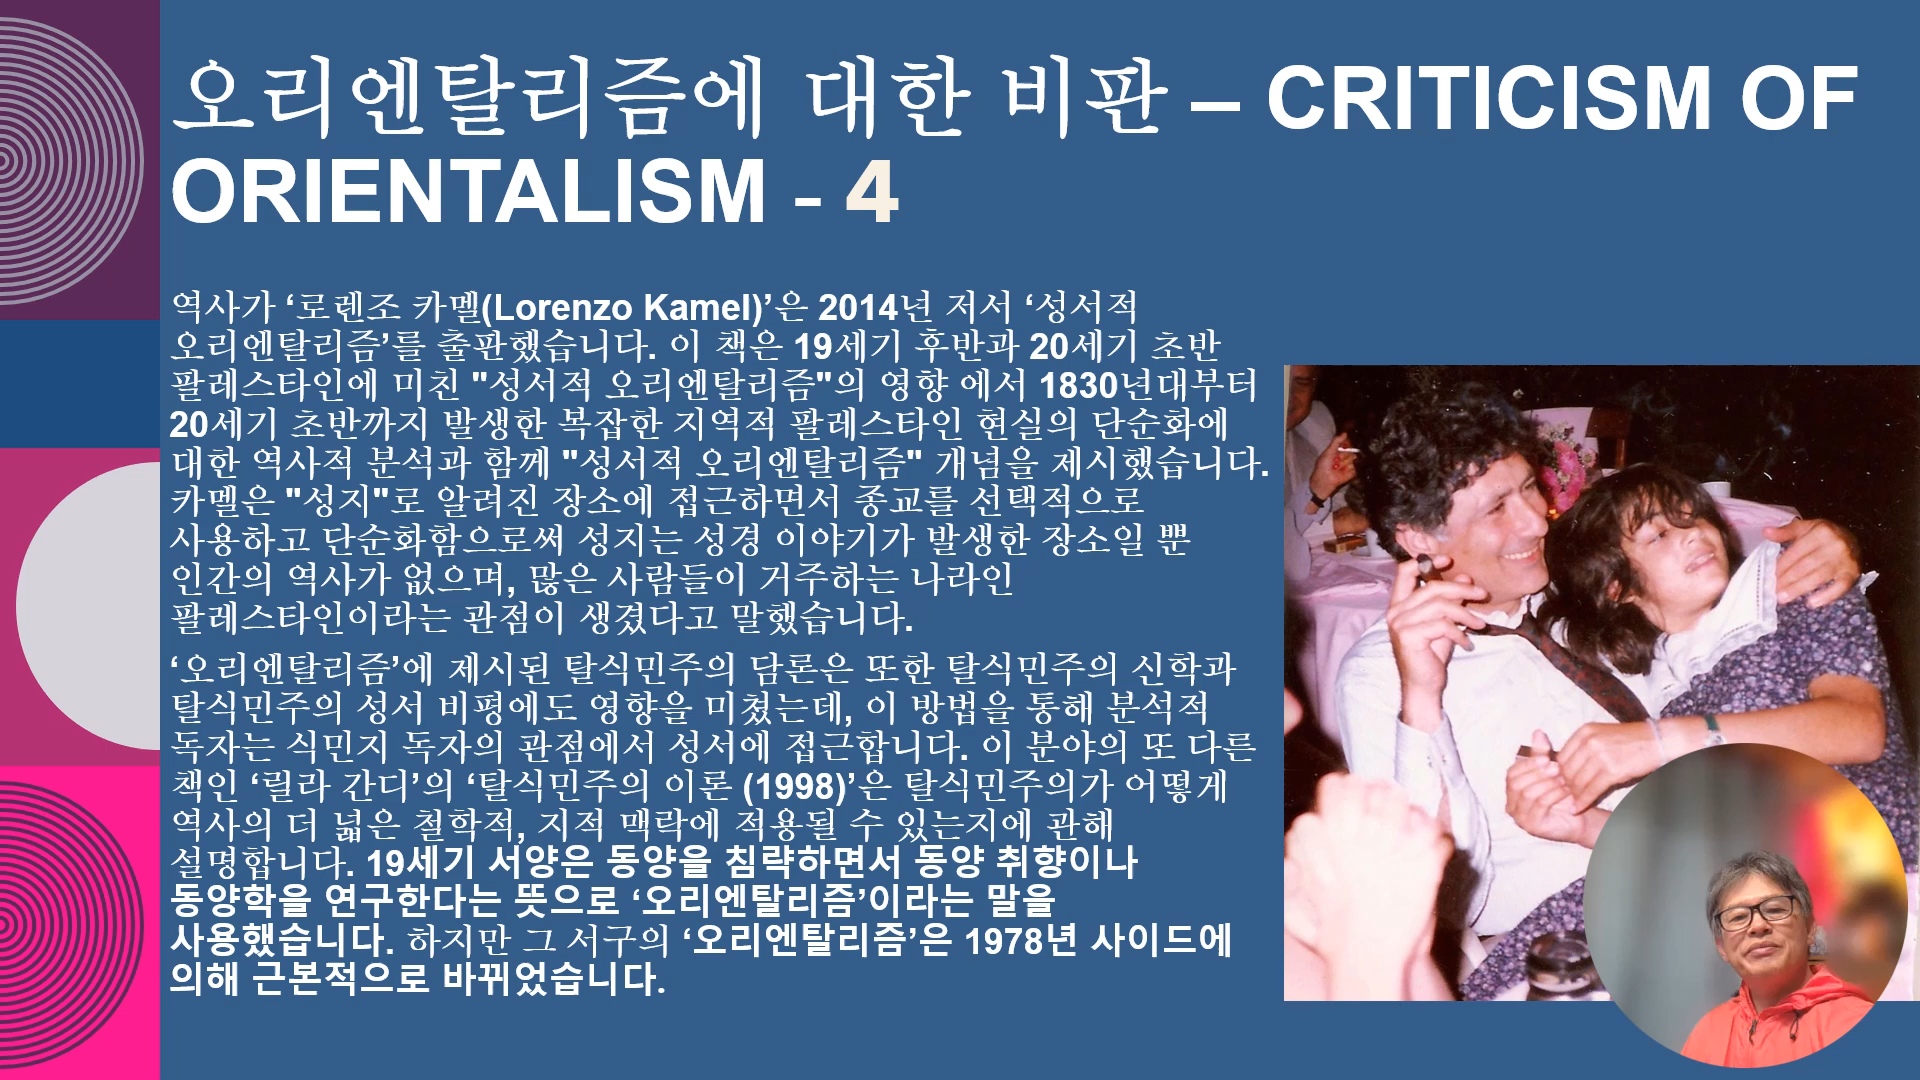 오리엔탈리즘에 대한 비판 – CRITICISM OF
ORIENTALISM - 4
역사가 ‘로렌조 카멜(Lorenzo Kamel)’은 2014년 저서 ‘성서적
오리엔탈리즘’를 출판했습니다. 이 책은 19세기 후반과 20세기 초반
팔레스타인에 미친 "성서적 오리엔탈리즘"의 영향 에서 1830년대부터
20세기 초반까지 발생한 복잡한 지역적 팔레스타인 현실의 단순화에
대한 역사적 분석과 함께 "성서적 오리엔탈리즘" 개념을 제시했습니다.
카멜은 "성지"로 알려진 장소에 접근하면서 종교를 선택적으로
사용하고 단순화함으로써 성지는 성경 이야기가 발생한 장소일 뿐
인간의 역사가 없으며, 많은 사람들이 거주하는 나라인
팔레스타인이라는 관점이 생겼다고 말했습니다.
‘오리엔탈리즘’에 제시된 탈식민주의 담론은 또한 탈식민주의 신학과
탈식민주의 성서 비평에도 영향을 미쳤는데, 이 방법을 통해 분석적
독자는 식민지 독자의 관점에서 성서에 접근합니다. 이 분야의 또 다른
책인 ‘릴라 간디’의 ‘탈식민주의 이론 (1998)’은 탈식민주의가 어떻게
역사의 더 넓은 철학적, 지적 맥락에 적용될 수 있는지에 관해
설명합니다. 19세기 서양은 동양을 침략하면서 동양 취향이나
동양학을 연구한다는 뜻으로 ‘오리엔탈리즘’이라는 말을
사용했습니다. 하지만 그 서구의 ‘오리엔탈리즘’은 1978년 사이드에
의해 근본적으로 바뀌었습니다.